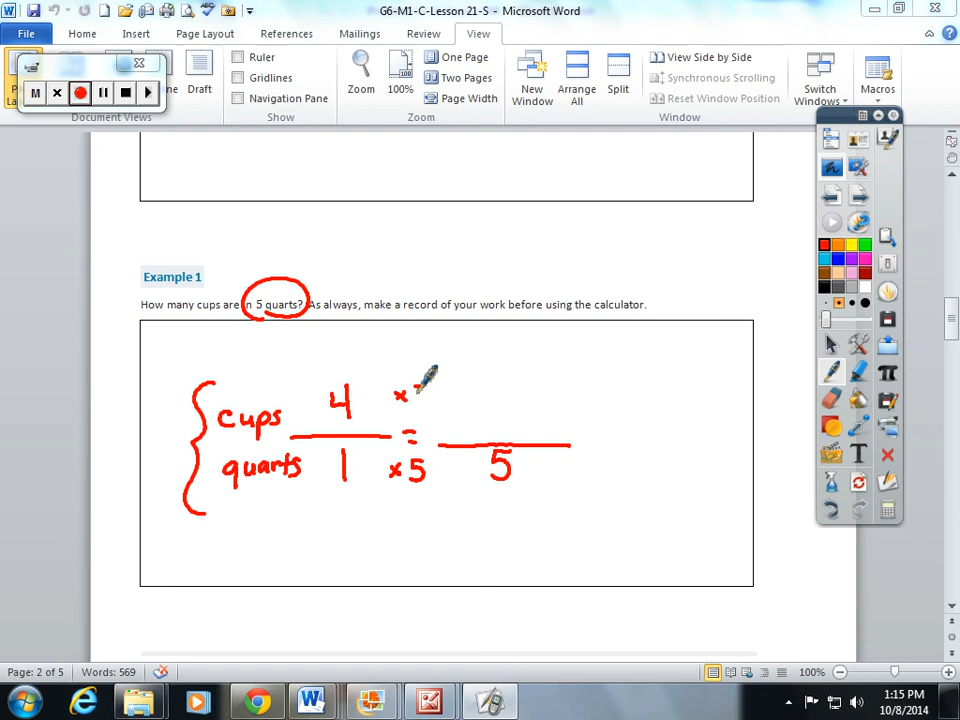 G6-M1-C-Lesson 21-S - Microsoft Word
File Home Insert Page Layout References Mailings Review View
Draft
Document Views
Ruler
Gridlines
Navigation Pane
Show
Zoom
100%
One Page
Two Pages
Page Width
Zoom
New Window
Arrange All
Split
View Side by Side
Synchronous Scrolling
Reset Window Position
Window
Switch Windows
Macros
Macros
M
Example 1
How many cups are in 5 quarts? As always, make a record of your work before using the calculator.
cups 4 x
=
quarts 1 x5 5
Page: 2 of 5 Words: 569 100%
1:15 PM
10/8/2014